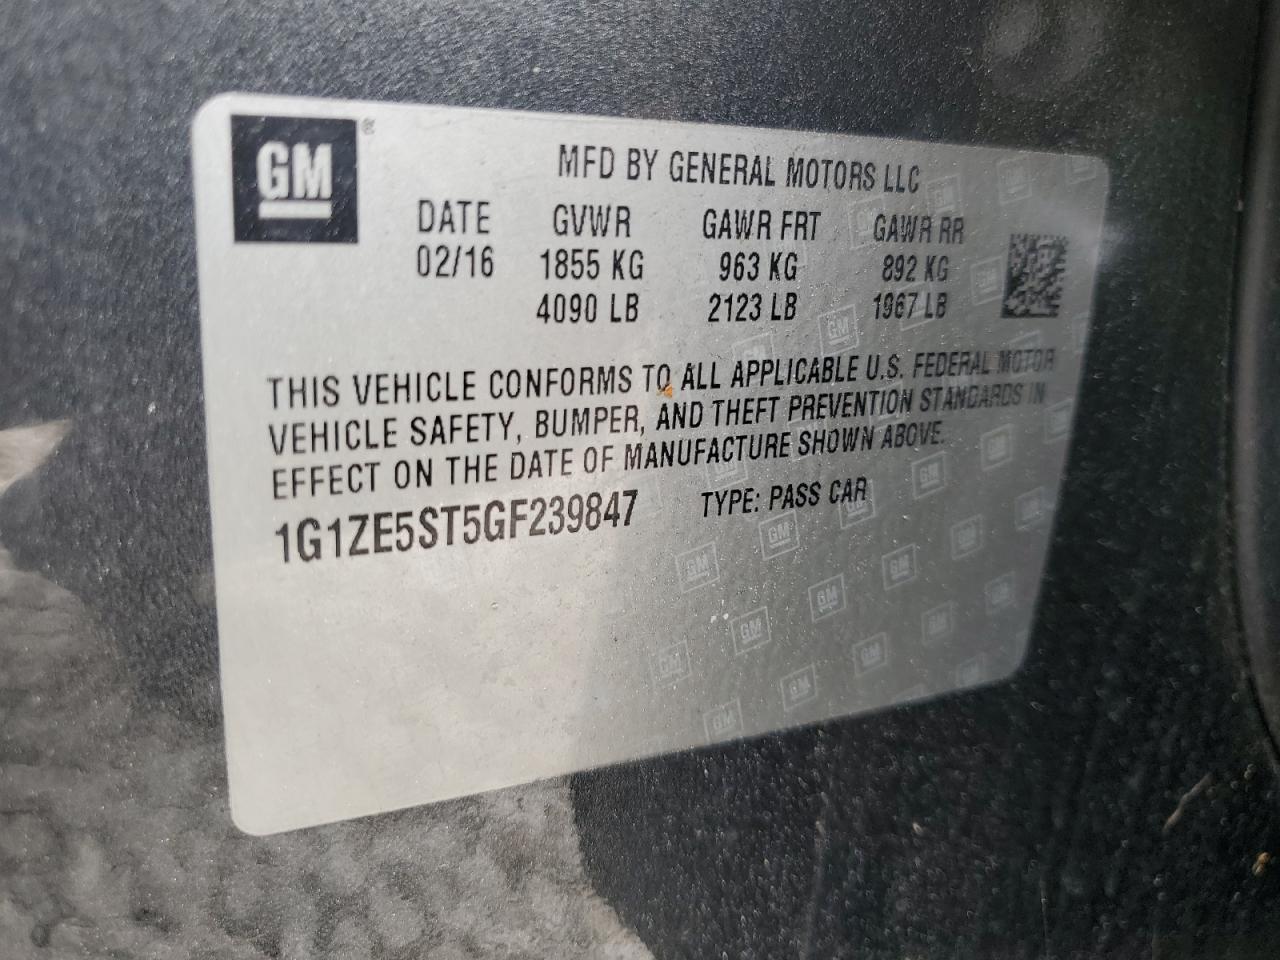 GM ®
MFD BY GENERAL MOTORS LLC
DATE GVWR GAWR FRT GAWR RR
02/16 1855 KG 963 KG 892 KG
4090 LB 2123 LB 1967 LB
THIS VEHICLE CONFORMS TO ALL APPLICABLE U.S. FEDERAL MOTOR
VEHICLE SAFETY, BUMPER, AND THEFT PREVENTION STANDARDS IN
EFFECT ON THE DATE OF MANUFACTURE SHOWN ABOVE.
1G1ZE5ST5GF239847 TYPE: PASS CAR